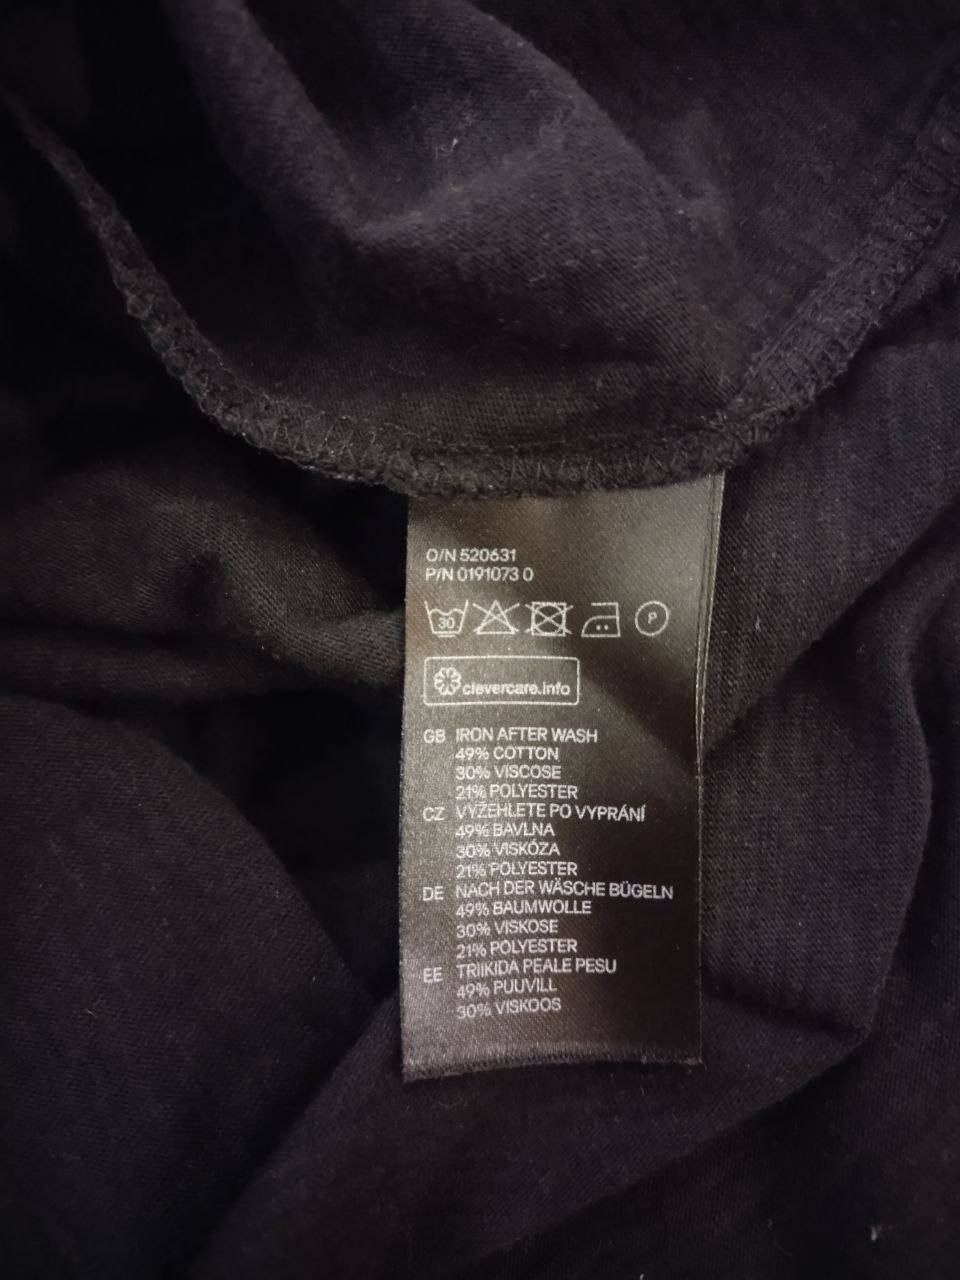 O/N 520631
P/N 0191073 0
30 P
clevercare.info
GB IRON AFTER WASH
49% COTTON
30% VISCOSE
21% POLYESTER
CZ VYŽEHLETE PO VYPRÁNÍ
49% BAVLNA
30% VISKÓZA
21% POLYESTER
DE NACH DER WÄSCHE BÜGELN
49% BAUMWOLLE
30% VISKOSE
21% POLYESTER
EE TRIIKIDA PEALE PESU
49% PUUVILL
30% VISKOOS